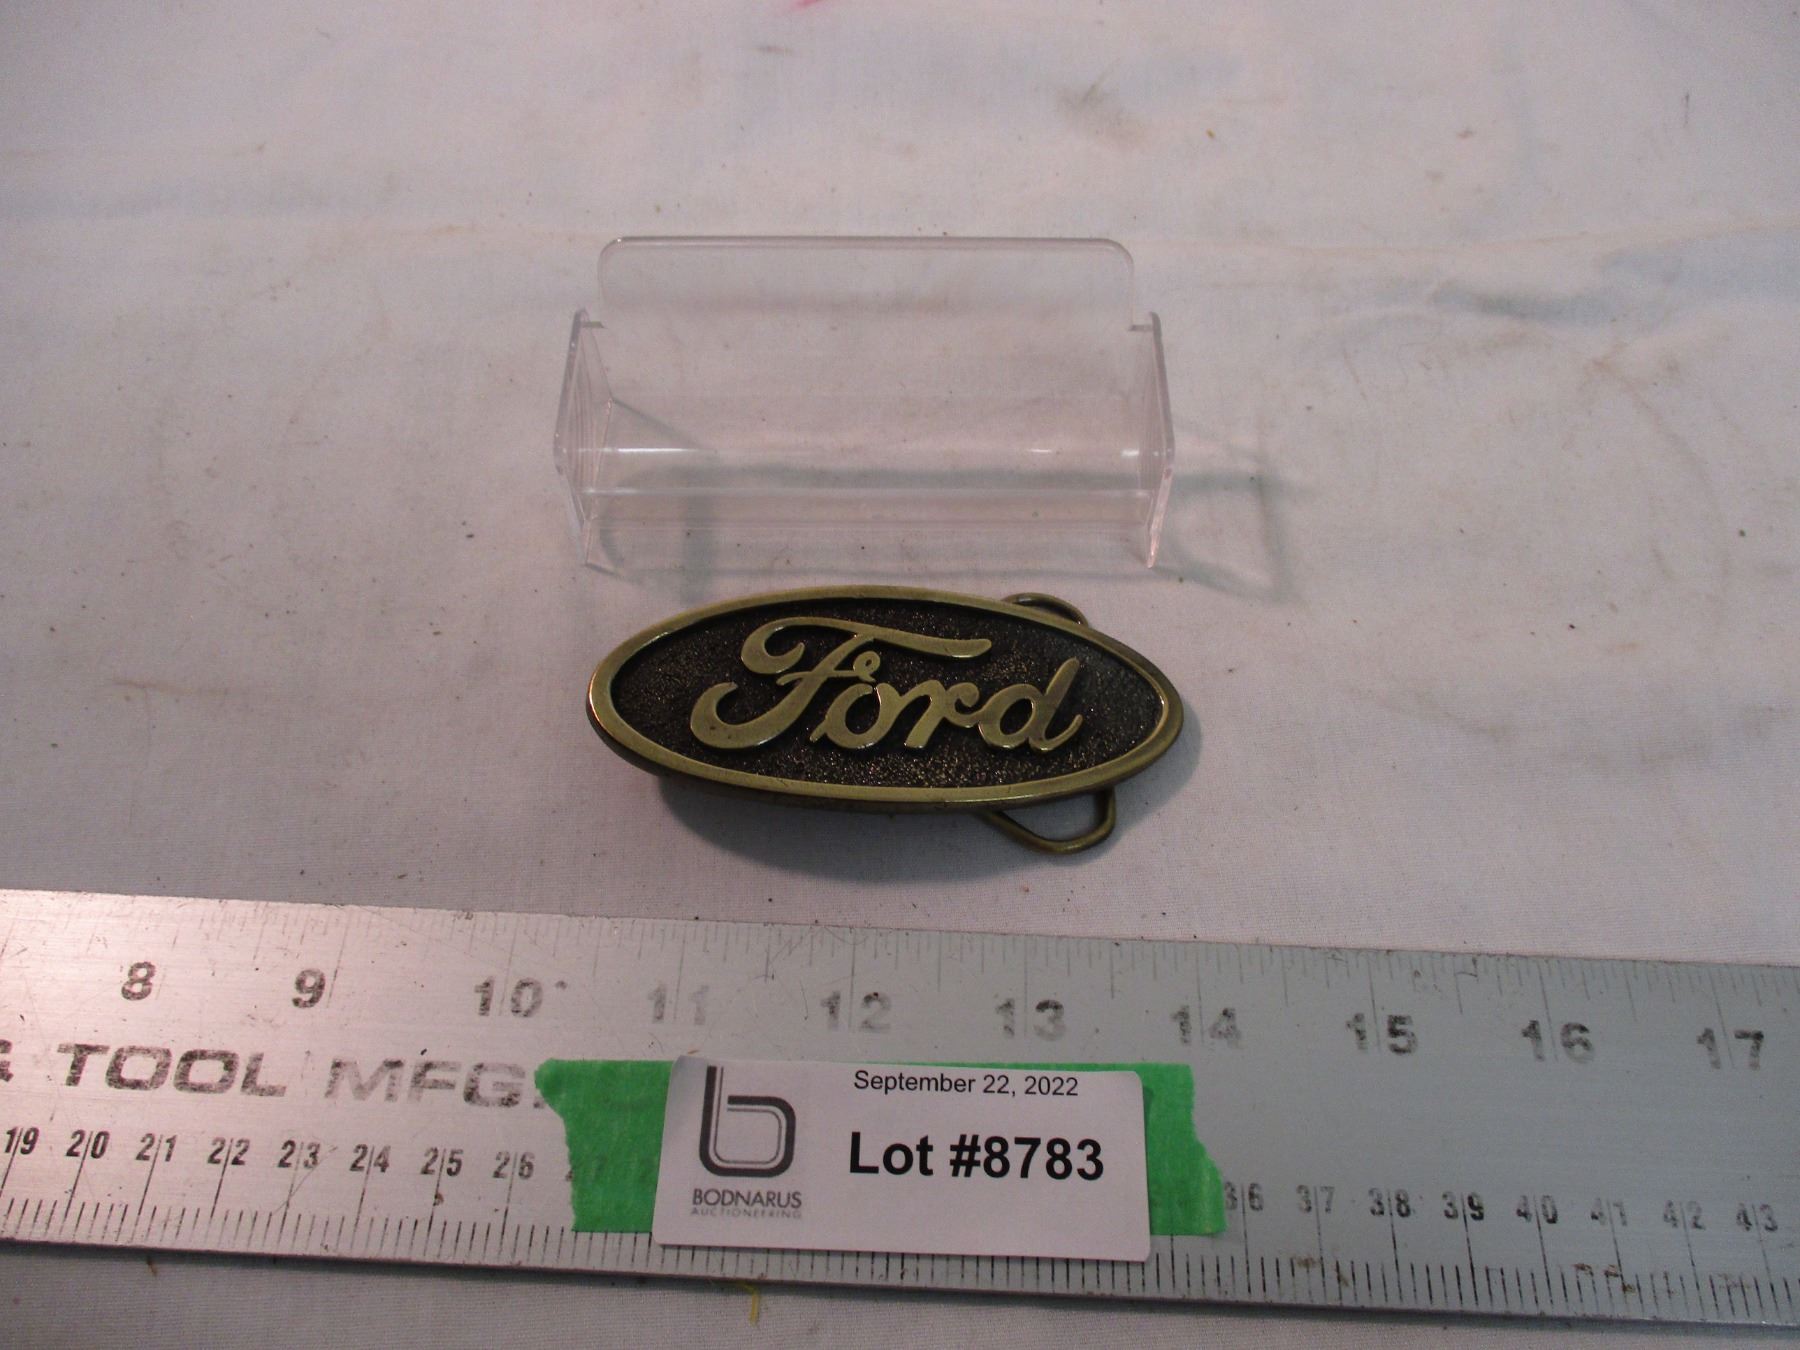 Ford
8 9 10 11 12 13 14 15 16 17
TOOL MFG.
19 20 21 22 23 24 25 26 36 37 38 39 40 41 42 43
September 22, 2022
Lot #8783
b
BODNARUS
AUCTIONEERING